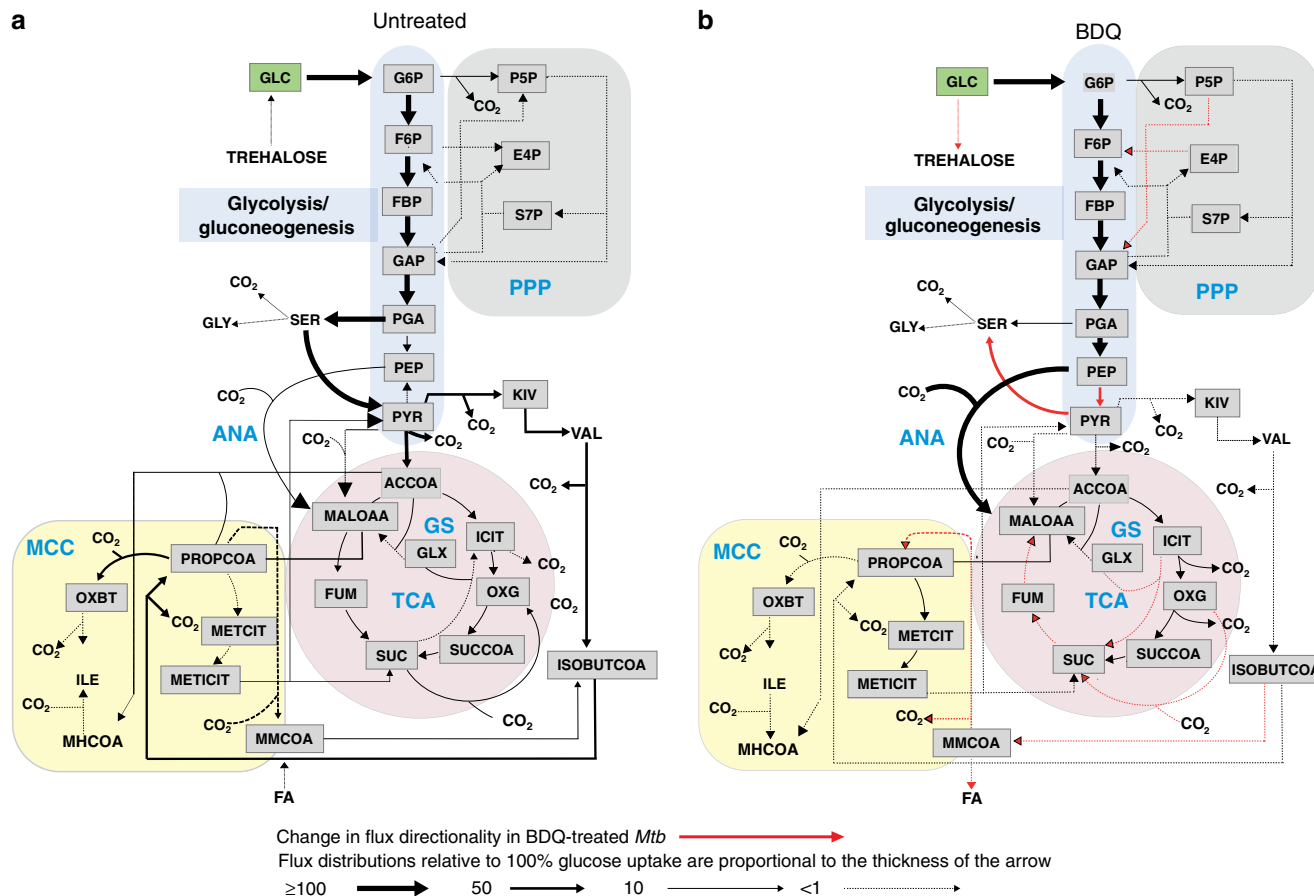 a
Untreated
GLC
G6P
P5P
CO2
TREHALOSE
F6P
E4P
Glycolysis/
gluconeogenesis
FBP
S7P
GAP
PPP
CO2
GLY
SER
PGA
PEP
CO2
KIV
PYR
CO2
CO2
VAL
ANA
CO2
ACCOA
CO2
MALOAA
GS
ICIT
MCC
CO2
PROPCOA
GLX
CO2
OXBT
FUM
TCA
OXG
CO2
CO2
METCIT
CO2
SUC
SUCCOA
ISOBUTCOA
ILE
METICIT
CO2
CO2
CO2
MHCOA
MMCOA
FA
b
BDQ
GLC
G6P
P5P
CO2
TREHALOSE
F6P
E4P
Glycolysis/
gluconeogenesis
FBP
S7P
GAP
PPP
CO2
GLY
SER
PGA
PEP
CO2
KIV
PYR
CO2
CO2
VAL
ANA
CO2
ACCOA
CO2
MALOAA
GS
ICIT
MCC
CO2
PROPCOA
GLX
CO2
OXBT
FUM
TCA
OXG
CO2
CO2
METCIT
CO2
SUC
SUCCOA
ISOBUTCOA
ILE
METICIT
CO2
CO2
CO2
MHCOA
MMCOA
FA
Change in flux directionality in BDQ-treated Mtb
Flux distributions relative to 100% glucose uptake are proportional to the thickness of the arrow
≥100 50 10 <1